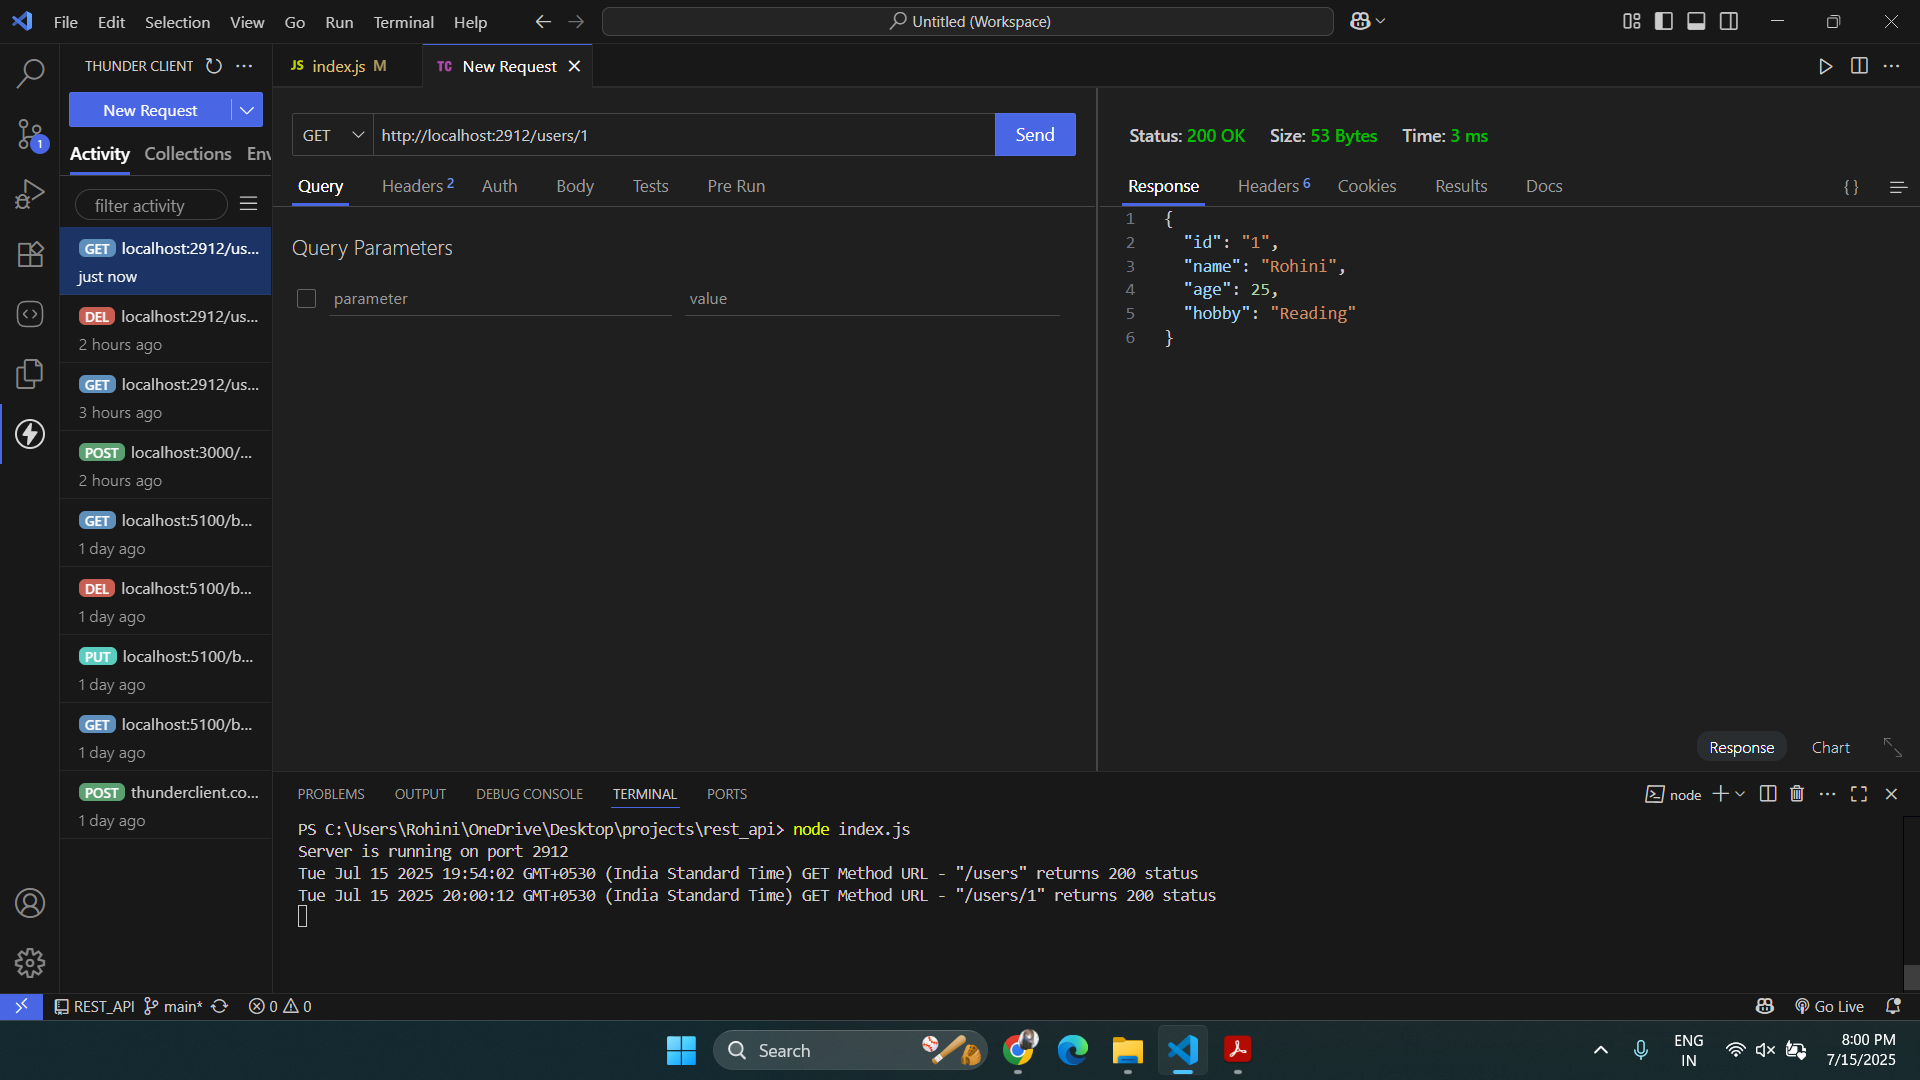 File Edit Selection View Go Run Terminal Help
Untitled (Workspace)
THUNDER CLIENT
New Request
Activity Collections Env
filter activity
GET localhost:2912/us...
just now
DEL localhost:2912/us...
2 hours ago
GET localhost:2912/us...
3 hours ago
POST localhost:3000/...
2 hours ago
GET localhost:5100/b...
1 day ago
DEL localhost:5100/b...
1 day ago
PUT localhost:5100/b...
1 day ago
GET localhost:5100/b...
1 day ago
POST thunderclient.co...
1 day ago
1
JS index.js M
TC New Request
GET http://localhost:2912/users/1 Send
Query Headers 2 Auth Body Tests Pre Run
Query Parameters
parameter value
Status: 200 OK Size: 53 Bytes Time: 3 ms
Response Headers 6 Cookies Results Docs { }
1 {
2 "id": "1",
3 "name": "Rohini",
4 "age": 25,
5 "hobby": "Reading"
6 }
Response Chart
PROBLEMS OUTPUT DEBUG CONSOLE TERMINAL PORTS
node
PS C:\Users\Rohini\OneDrive\Desktop\projects\rest_api> node index.js
Server is running on port 2912
Tue Jul 15 2025 19:54:02 GMT+0530 (India Standard Time) GET Method URL - "/users" returns 200 status
Tue Jul 15 2025 20:00:12 GMT+0530 (India Standard Time) GET Method URL - "/users/1" returns 200 status
REST_API main* 0 0
Go Live
Search
ENG
IN
8:00 PM
7/15/2025